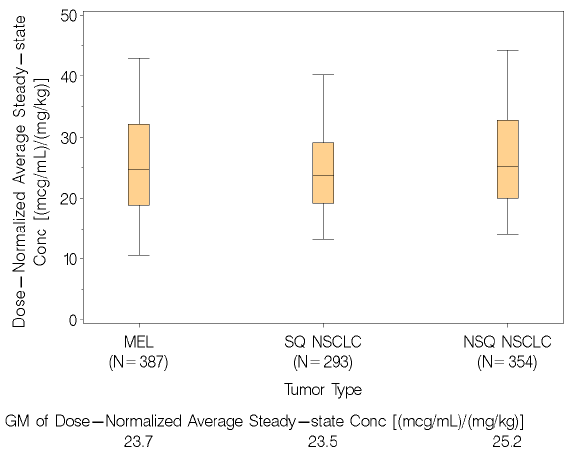 Dose–Normalized Average Steady–state
Conc [(mcg/mL)/(mg/kg)]
50
40
30
20
10
0
MEL SQ NSCLC NSQ NSCLC
(N=387) (N=293) (N=354)
Tumor Type
GM of Dose–Normalized Average Steady–state Conc [(mcg/mL)/(mg/kg)]
23.7 23.5 25.2